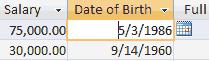 Salary Date of Birth Full
75,000.00 5/3/1986
30,000.00 9/14/1960